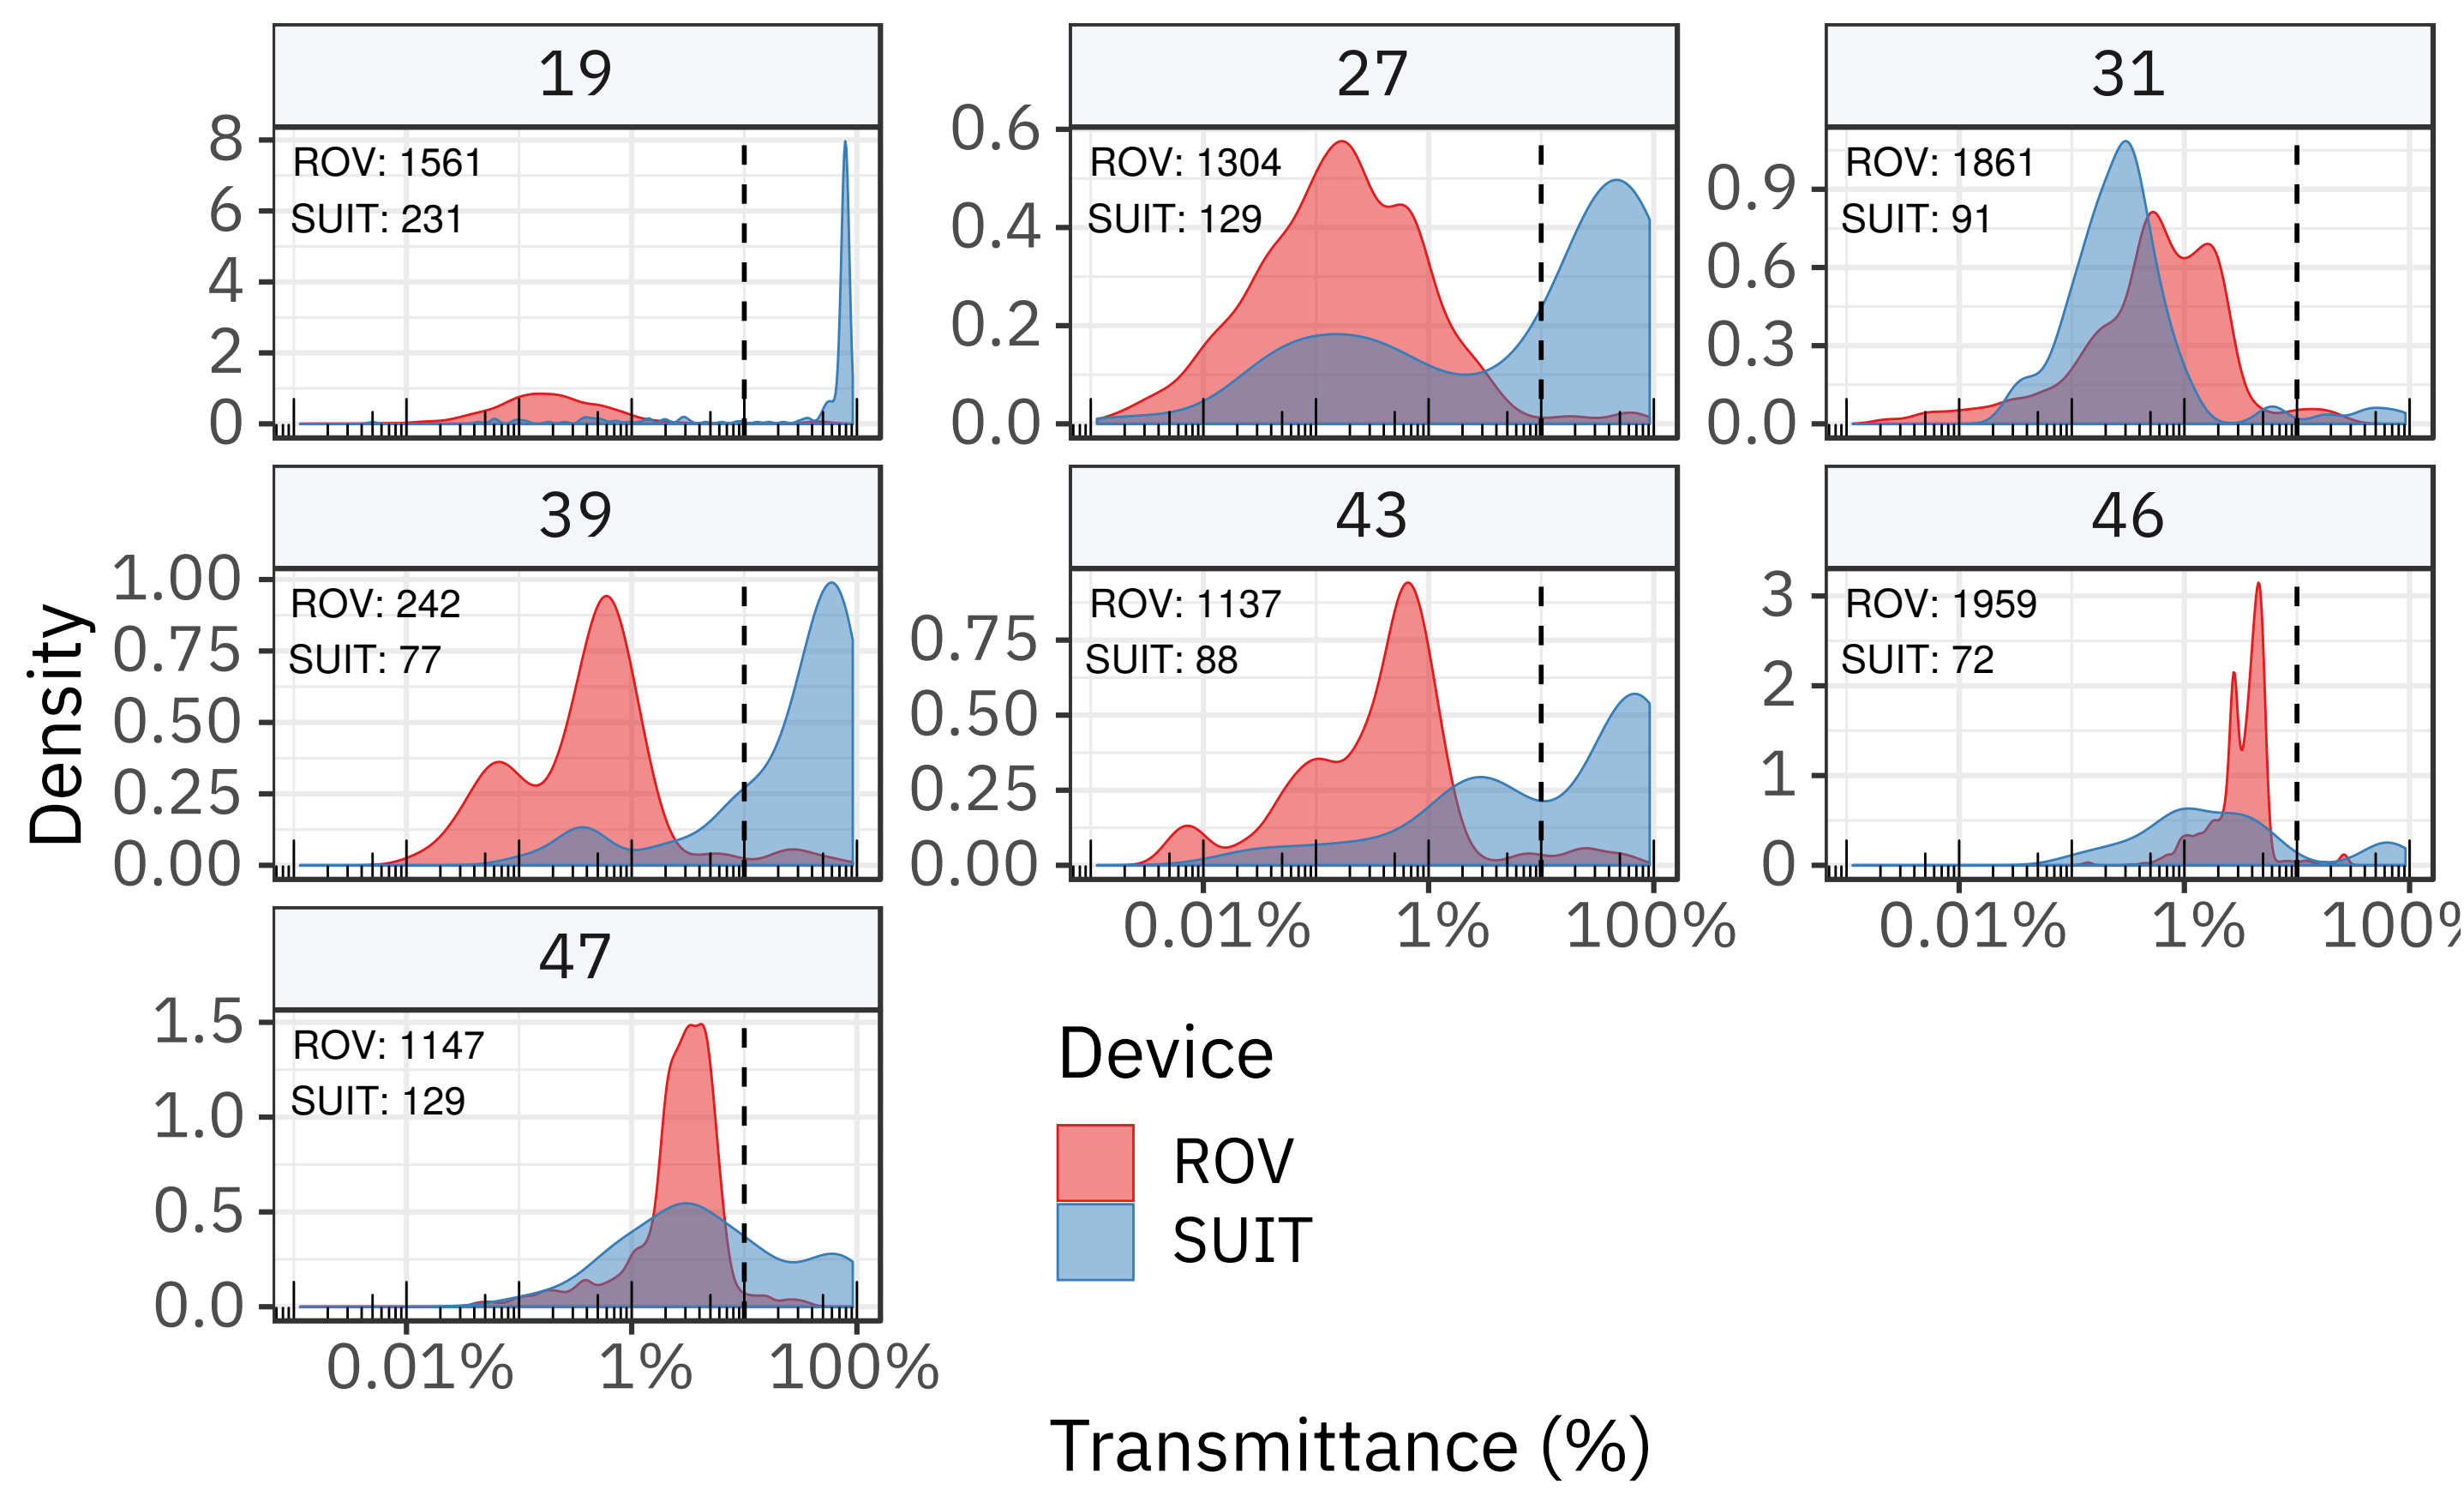 19
27
31
8
6
4
2
0
ROV: 1561
SUIT: 231
0.6
0.4
0.2
0.0
ROV: 1304
SUIT: 129
0.9
0.6
0.3
0.0
ROV: 1861
SUIT: 91
39
43
46
Density
1.00
0.75
0.50
0.25
0.00
ROV: 242
SUIT: 77
0.75
0.50
0.25
0.00
ROV: 1137
SUIT: 88
0.01% 1% 100%
3
2
1
0
ROV: 1959
SUIT: 72
0.01% 1% 100%
47
1.5
1.0
0.5
0.0
ROV: 1147
SUIT: 129
0.01% 1% 100%
Device
ROV
SUIT
Transmittance (%)